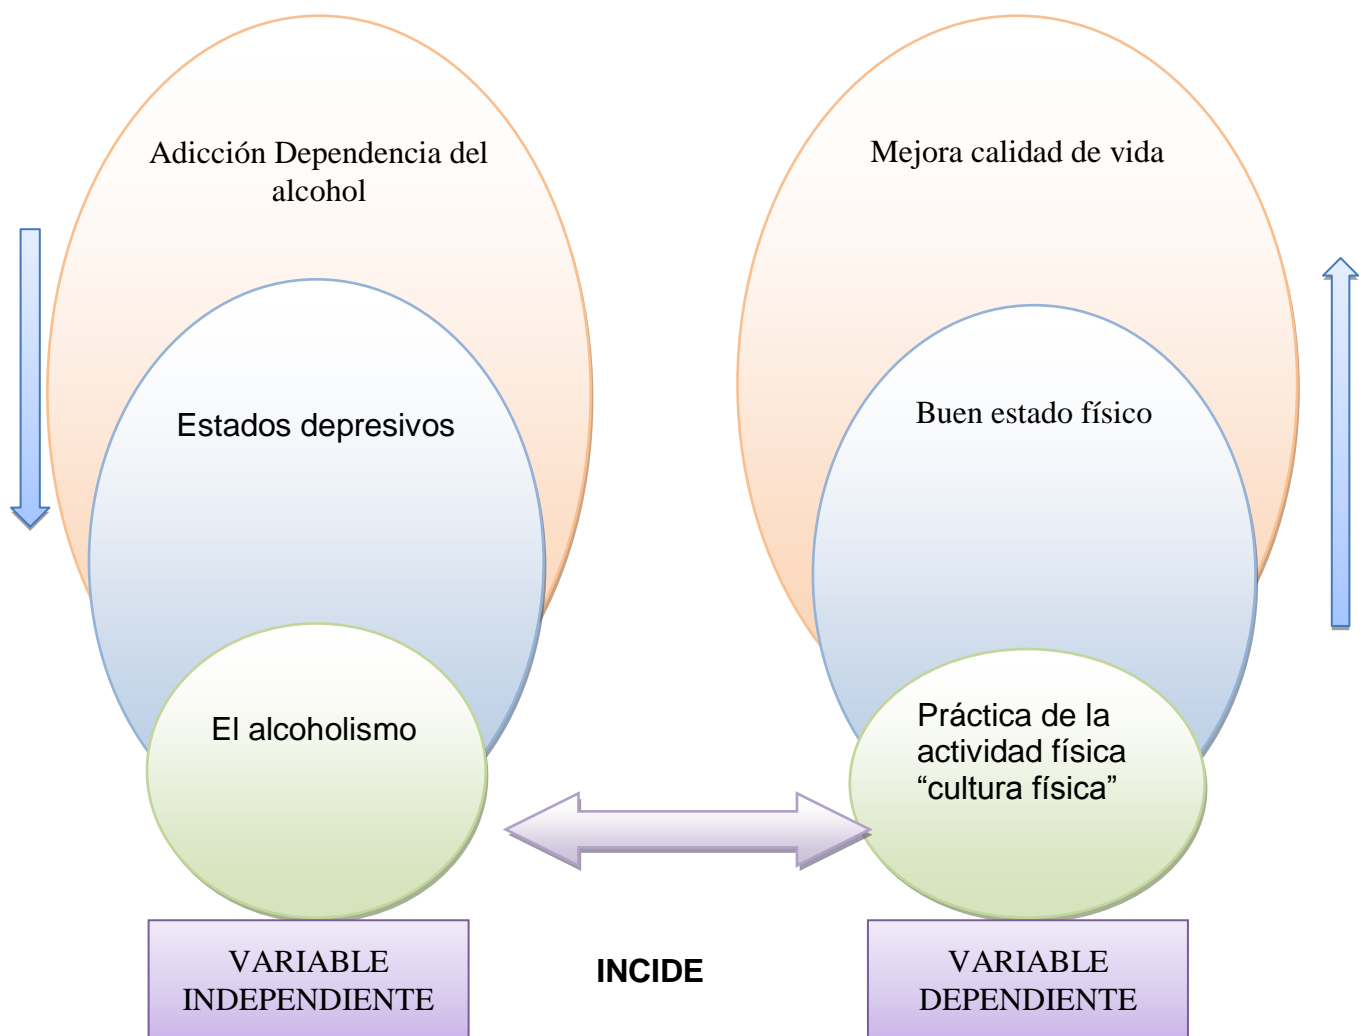 Adicción Dependencia del
alcohol
Estados depresivos
El alcoholismo
VARIABLE
INDEPENDIENTE
INCIDE
Mejora calidad de vida
Buen estado físico
Práctica de la
actividad física
“cultura física”
VARIABLE
DEPENDIENTE